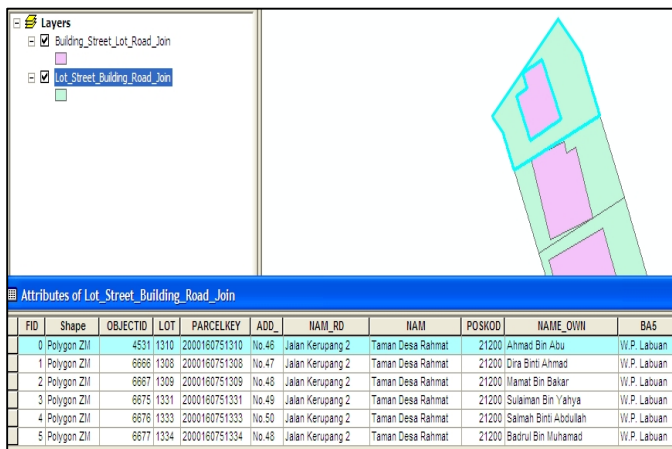 Layers
Building_Street_Lot_Road_Join
Lot_Street_Building_Road_Join
Attributes of Lot_Street_Building_Road_Join
FID Shape OBJECTID LOT PARCELKEY ADD_ NAM_RD NAM POSKOD NAME_OWN BA5
0 Polygon ZM 4531 1310 2000160751310 No.46 Jalan Kerupang 2 Taman Desa Rahmat 21200 Ahmad Bin Abu W.P. Labuan
1 Polygon ZM 6666 1308 2000160751308 No.47 Jalan Kerupang 2 Taman Desa Rahmat 21200 Dira Binti Ahmad W.P. Labuan
2 Polygon ZM 6667 1309 2000160751309 No.48 Jalan Kerupang 2 Taman Desa Rahmat 21200 Mamat Bin Bakar W.P. Labuan
3 Polygon ZM 6675 1331 2000160751331 No.49 Jalan Kerupang 2 Taman Desa Rahmat 21200 Sulaiman Bin Yahya W.P. Labuan
4 Polygon ZM 6676 1333 2000160751333 No.50 Jalan Kerupang 2 Taman Desa Rahmat 21200 Salmah Binti Abdullah W.P. Labuan
5 Polygon ZM 6677 1334 2000160751334 No.48 Jalan Kerupang 2 Taman Desa Rahmat 21200 Badrul Bin Muhamad W.P. Labuan